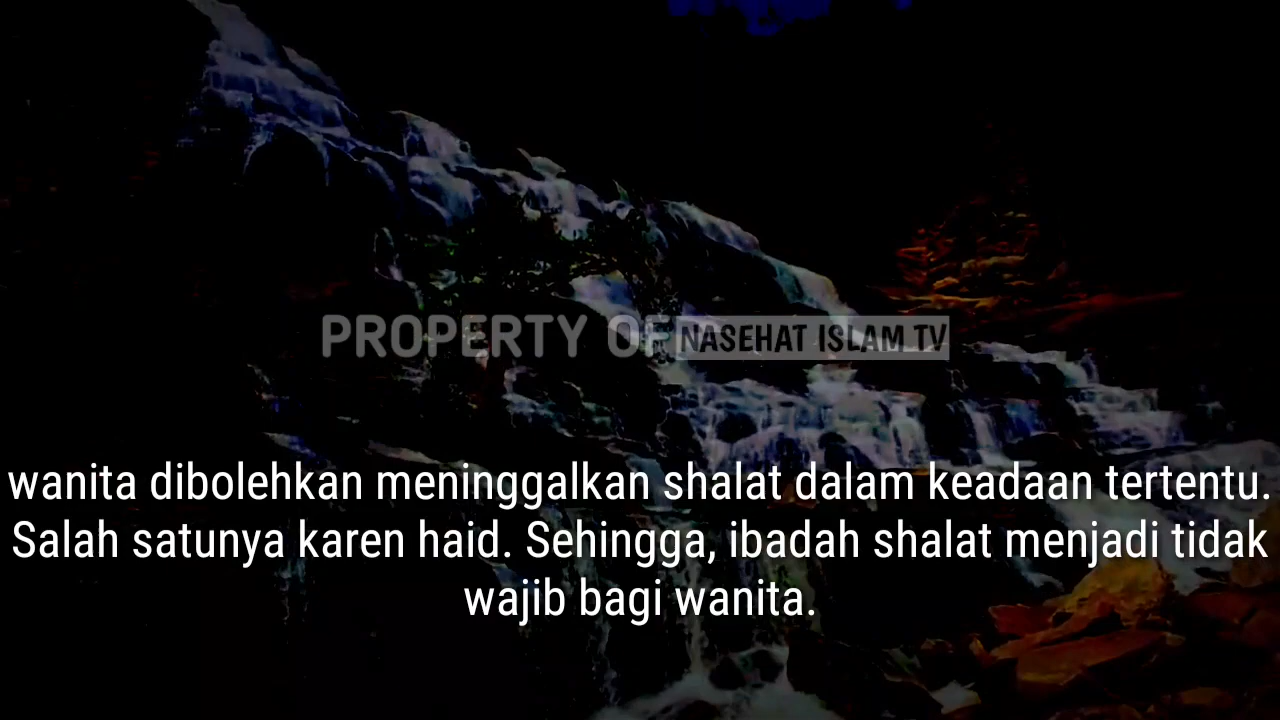 PROPERTY OF NASEHAT ISLAM TV
wanita dibolehkan meninggalkan shalat dalam keadaan tertentu.
Salah satunya karen haid. Sehingga, ibadah shalat menjadi tidak
wajib bagi wanita.